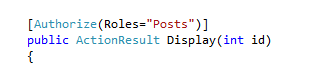 [Authorize(Roles="Posts")]
public ActionResult Display(int id)
{